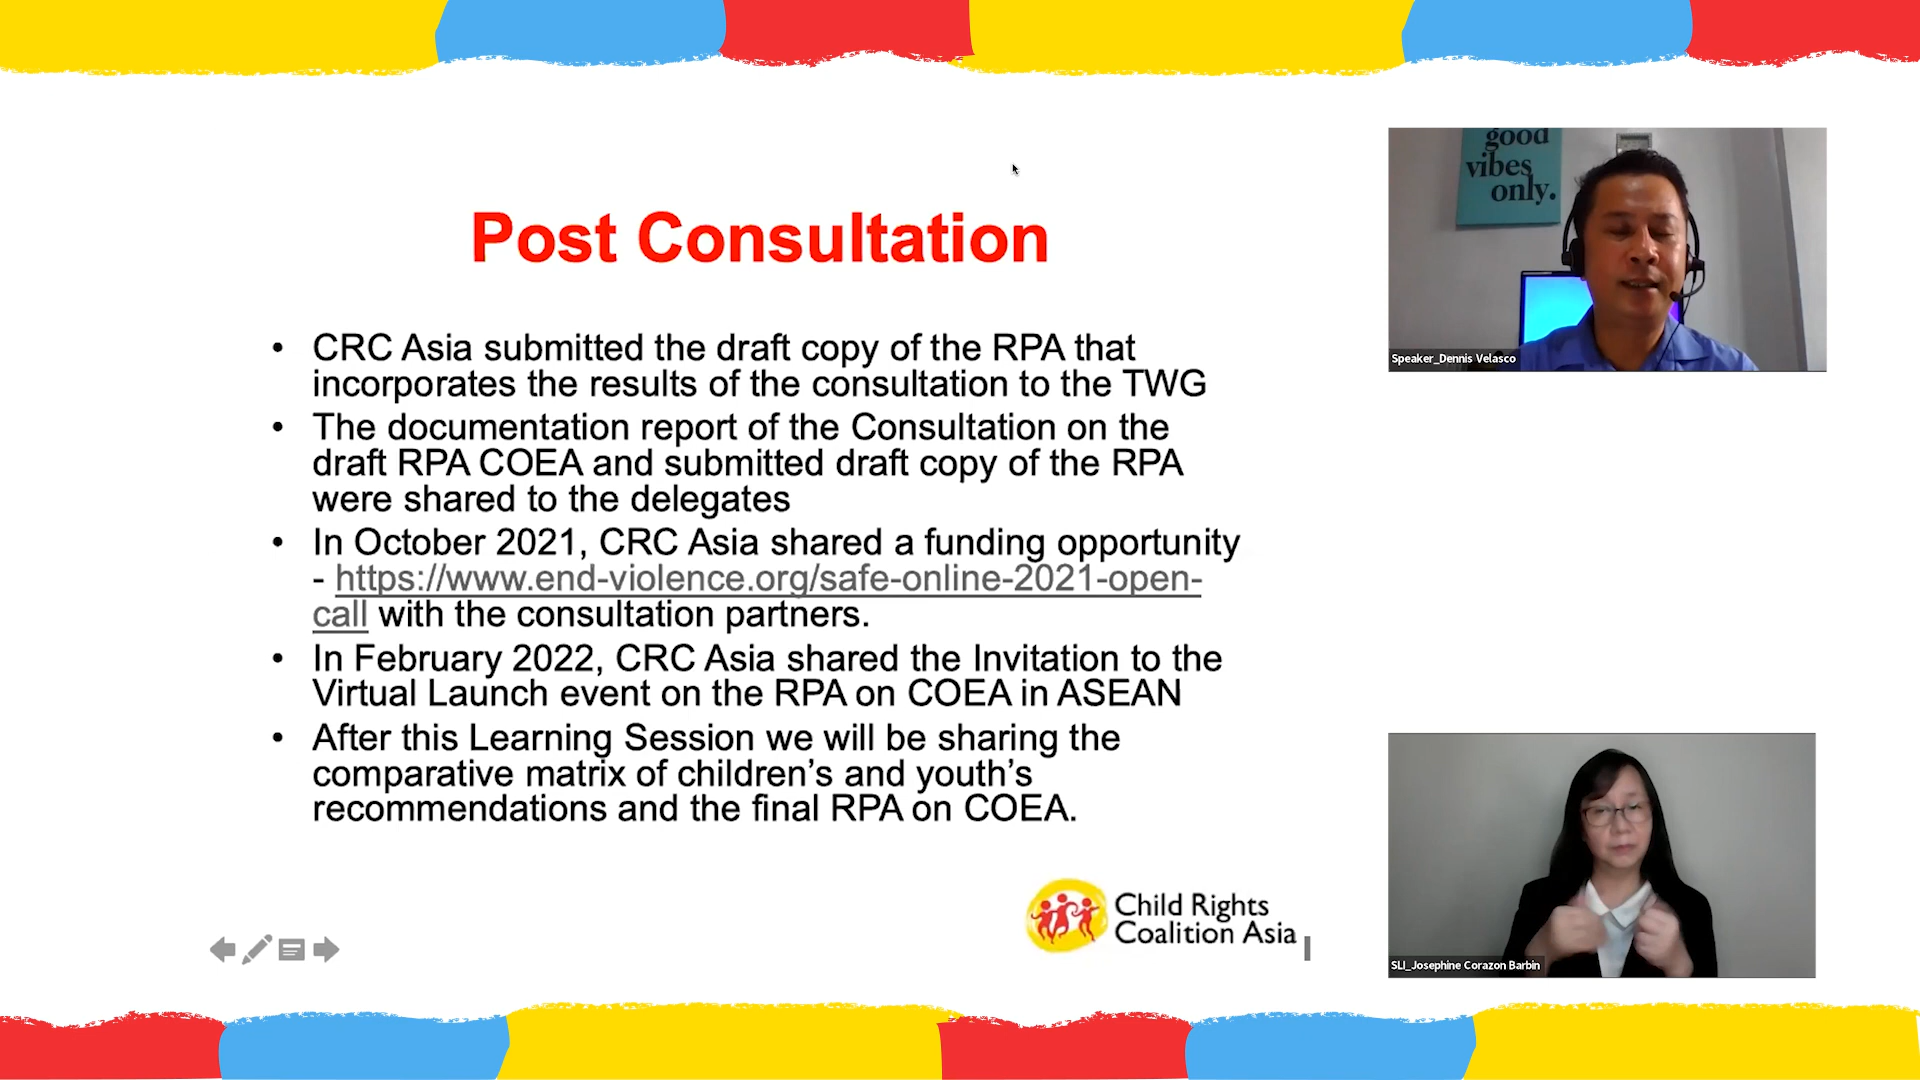 good
vibes
only.
Speaker_Dennis Velasco
Post Consultation
• CRC Asia submitted the draft copy of the RPA that
incorporates the results of the consultation to the TWG
• The documentation report of the Consultation on the
draft RPA COEA and submitted draft copy of the RPA
were shared to the delegates
• In October 2021, CRC Asia shared a funding opportunity
- https://www.end-violence.org/safe-online-2021-open-
call with the consultation partners.
• In February 2022, CRC Asia shared the Invitation to the
Virtual Launch event on the RPA on COEA in ASEAN
• After this Learning Session we will be sharing the
comparative matrix of children’s and youth’s
recommendations and the final RPA on COEA.
Child Rights
Coalition Asia
SLI_Josephine Corazon Barbin